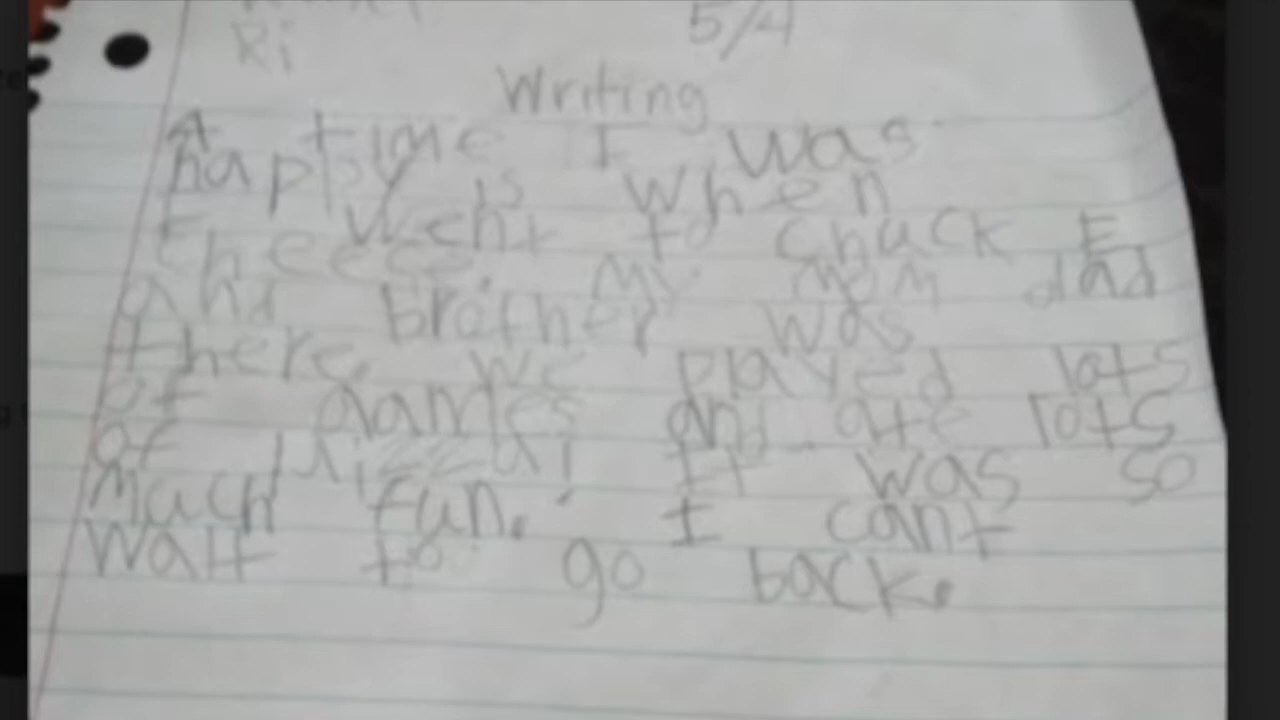 Ri
5/4
Writing
A time I was
happy is when
I went to chuck E
cheese. My mom dad
and brother was
there. We played lots
of games and ate lots
of pizza! It was so
much fun. I cant
wait to go back.